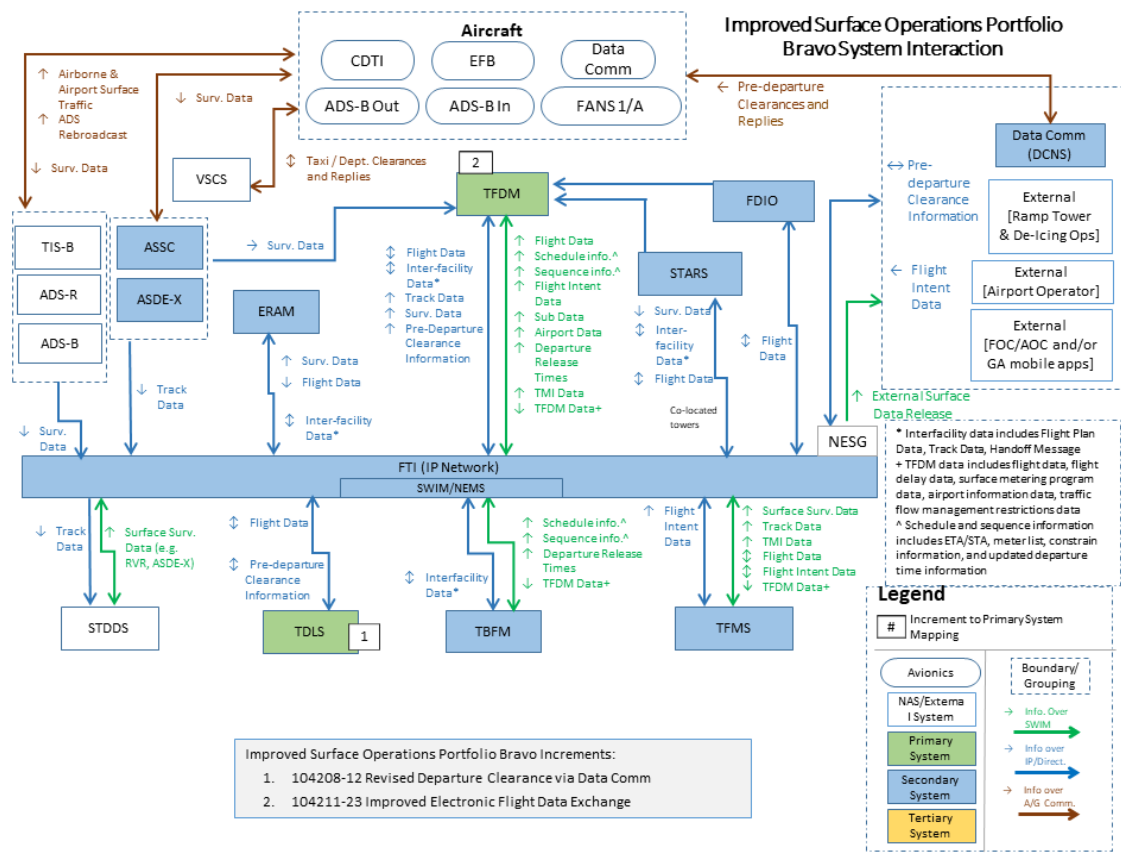 Improved Surface Operations Portfolio
Bravo System Interaction
Aircraft
CDTI
EFB
Data
Comm
ADS-B Out
ADS-B In
FANS 1/A
↑ Airborne &
Airport Surface
Traffic
↑ ADS
Rebroadcast
↓ Surv. Data
↓ Surv. Data
← Pre-departure
Clearances and
Replies
VSCS
↕ Taxi / Dept. Clearances
and Replies
2
TFDM
FDIO
Data Comm
(DCNS)
↔ Pre-
departure
Clearance
Information
External
[Ramp Tower
& De-Icing Ops]
← Flight
Intent
Data
External
[Airport Operator]
External
[FOC/AOC and/or
GA mobile apps]
↑ External Surface
Data Release
TIS-B
ADS-R
ADS-B
ASSC
ASDE-X
→ Surv. Data
ERAM
↑ Surv. Data
↓ Flight Data
↕ Inter-facility
Data*
↕ Flight Data
↕ Inter-facility
Data*
↑ Track Data
↑ Surv. Data
↑ Pre-Departure
Clearance
Information
↑ Flight Data
↑ Schedule info.^
↑ Sequence info.^
↑ Flight Intent
Data
↑ Sub Data
↑ Airport Data
↑ Departure
Release
Times
↑ TMI Data
↓ TFDM Data+
STARS
↓ Surv. Data
↕ Inter-
facility
Data*
↕ Flight Data
Co-located
towers
↕ Flight
Data
↓ Surv.
Data
↓ Track
Data
NESG
FTI (IP Network)
SWIM/NEMS
* Interfacility data includes Flight Plan
Data, Track Data, Handoff Message
+ TFDM data includes flight data, flight
delay data, surface metering program
data, airport information data, traffic
flow management restrictions data
^ Schedule and sequence information
includes ETA/STA, meter list, constrain
information, and updated departure
time information
↓ Track
Data
↑ Surface Surv.
Data (e.g.
RVR, ASDE-X)
↕ Flight Data
↕ Pre-departure
Clearance
Information
↕ Interfacility
Data*
↑ Schedule info.^
↑ Sequence info.^
↑ Departure Release
Times
↓ TFDM Data+
↑ Flight
Intent
Data
↑ Surface Surv. Data
↑ Track Data
↑ TMI Data
↕ Flight Data
↕ Flight Intent Data
↓ TFDM Data+
STDDS
TDLS
1
TBFM
TFMS
Legend
# Increment to Primary System
Mapping
Avionics
NAS/Externa
l System
Primary
System
Secondary
System
Tertiary
System
Boundary/
Grouping
→ Info. Over
SWIM
→ Info over
IP/Direct.
→ Info over
A/G Comm.
Improved Surface Operations Portfolio Bravo Increments:
1. 104208-12 Revised Departure Clearance via Data Comm
2. 104211-23 Improved Electronic Flight Data Exchange